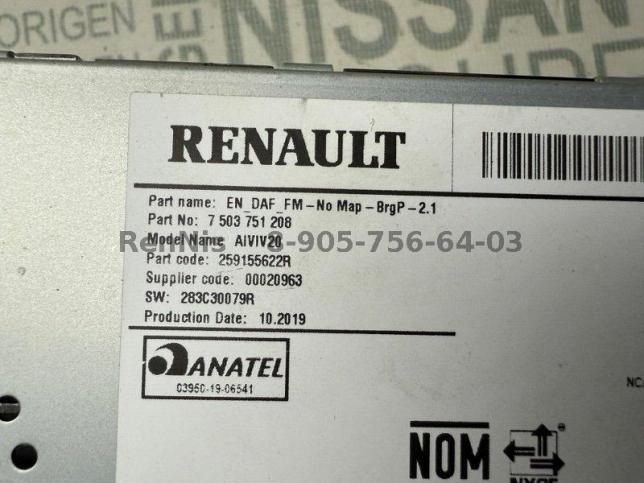 ORIGEN
NISSAN
RENAULT
Part name: EN_DAF_FM-No Map-BrgP-2.1
Part No: 7 503 751 208
RenNis 8-905-756-64-03
Model Name AIVIV20
Part code: 259155622R
Supplier code: 00020963
SW: 283C30079R
Production Date: 10.2019
ANATEL
03950-19-06541
NOM
NYCE